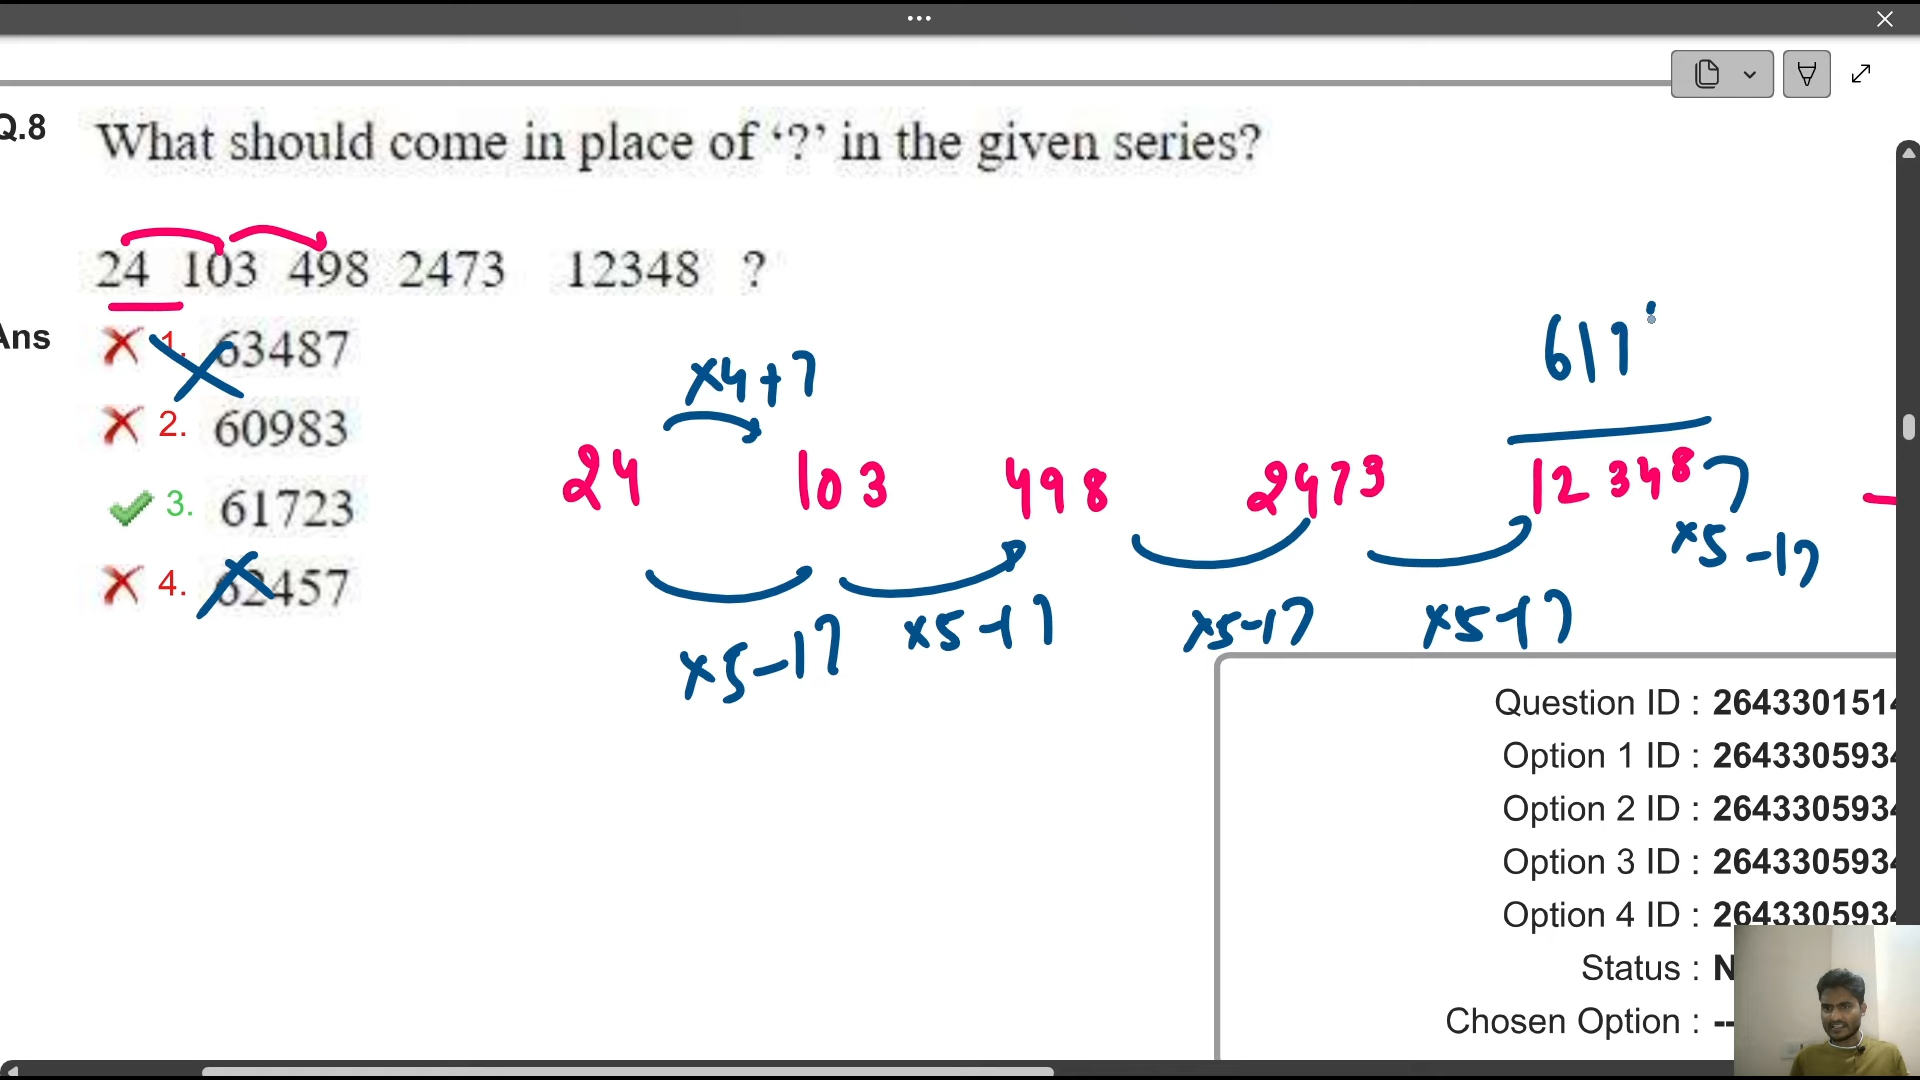 Q.8 What should come in place of ‘?’ in the given series?
24 103 498 2473 12348 ?
Ans
1. 63487
2. 60983
3. 61723
4. 62457
617
×4+7
24 103 498 2473 12348
×5-17
×5-17 ×5-17 ×5-17 ×5-17
Question ID : 2643301514
Option 1 ID : 264330593
Option 2 ID : 264330593
Option 3 ID : 264330593
Option 4 ID : 264330593
Status : N
Chosen Option : --